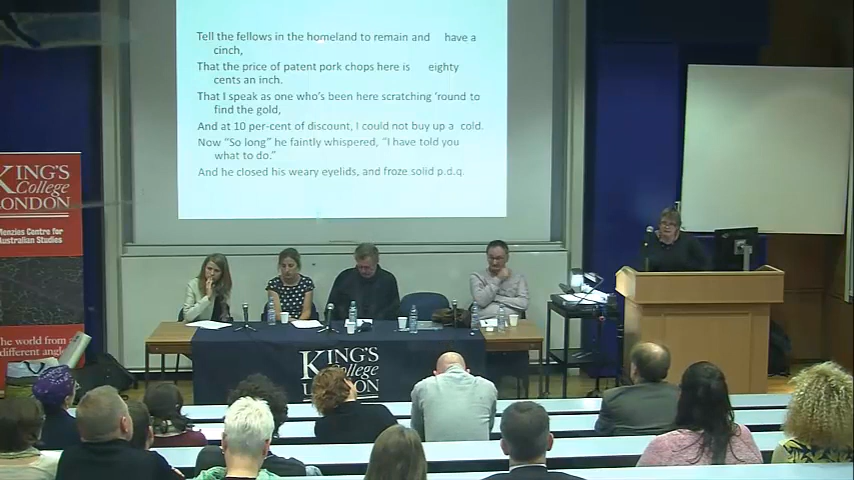 Tell the fellows in the homeland to remain and have a
cinch,
That the price of patent pork chops here is eighty
cents an inch.
That I speak as one who's been here scratching 'round to
find the gold,
And at 10 per-cent of discount, I could not buy up a cold.
Now "So long" he faintly whispered, "I have told you
what to do."
And he closed his weary eyelids, and froze solid p.d.q.
KING'S
College
LONDON
Menzies Centre for
Australian Studies
The world from
different angle
KING'S
College
LONDON